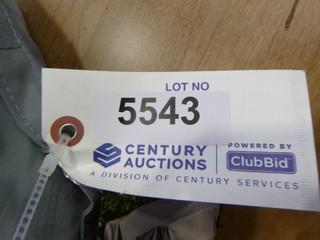 LOT NO
5543
CENTURY
AUCTIONS
A DIVISION OF CENTURY SERVICES
POWERED BY
ClubBid